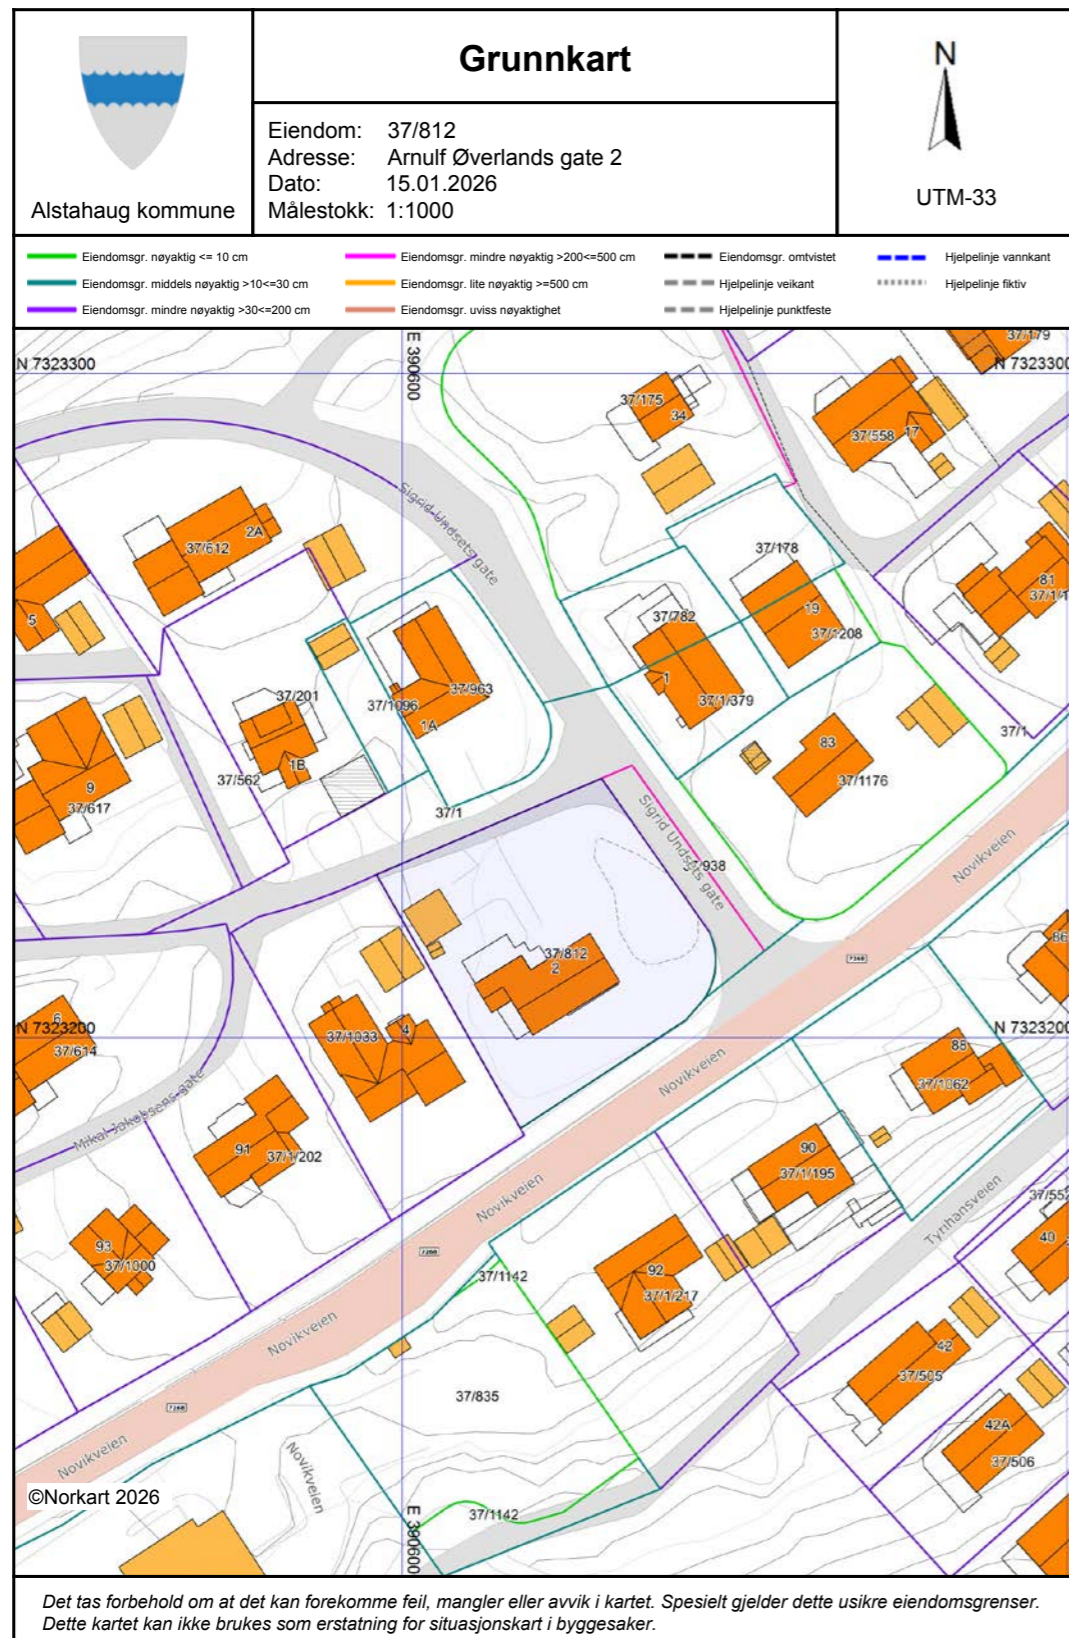 Grunnkart
Alstahaug kommune
Eiendom: 37/812
Adresse: Arnulf Øverlands gate 2
Dato: 15.01.2026
Målestokk: 1:1000
N
UTM-33
Eiendomsgr. nøyaktig <= 10 cm
Eiendomsgr. middels nøyaktig >10<=30 cm
Eiendomsgr. mindre nøyaktig >30<=200 cm
Eiendomsgr. mindre nøyaktig >200<=500 cm
Eiendomsgr. lite nøyaktig >=500 cm
Eiendomsgr. uviss nøyaktighet
Eiendomsgr. omtvistet
Hjelpelinje veikant
Hjelpelinje punktfeste
Hjelpelinje vannkant
Hjelpelinje fiktiv
N 7323300
E 390600
N 7323300
37/179
37/175
34
37/558
17
Sigrid Undsets gate
2A
37/612
37/178
81
5
37/782
19
37/1208
37/201
37/1096
37/963
1A
1
37/1/379
37/1
1B
37/562
9
37/617
37/1
83
37/1176
Sigrid Undsets gate
Novikveien
7268
86
37/812
2
N 7323200
N 7323200
6
37/614
37/1033
4
88
37/1062
Mikal Jakobsens gate
Novikveien
91
37/1/202
90
37/1/195
Novikveien
Tyrihansveien
40
93
37/1000
7268
37/1142
92
37/1/217
Novikveien
42
37/505
37/835
7268
42A
37/506
Novikveien
Novikveien
37/1142
E 390600
©Norkart 2026
Det tas forbehold om at det kan forekomme feil, mangler eller avvik i kartet. Spesielt gjelder dette usikre eiendomsgrenser.
Dette kartet kan ikke brukes som erstatning for situasjonskart i byggesaker.